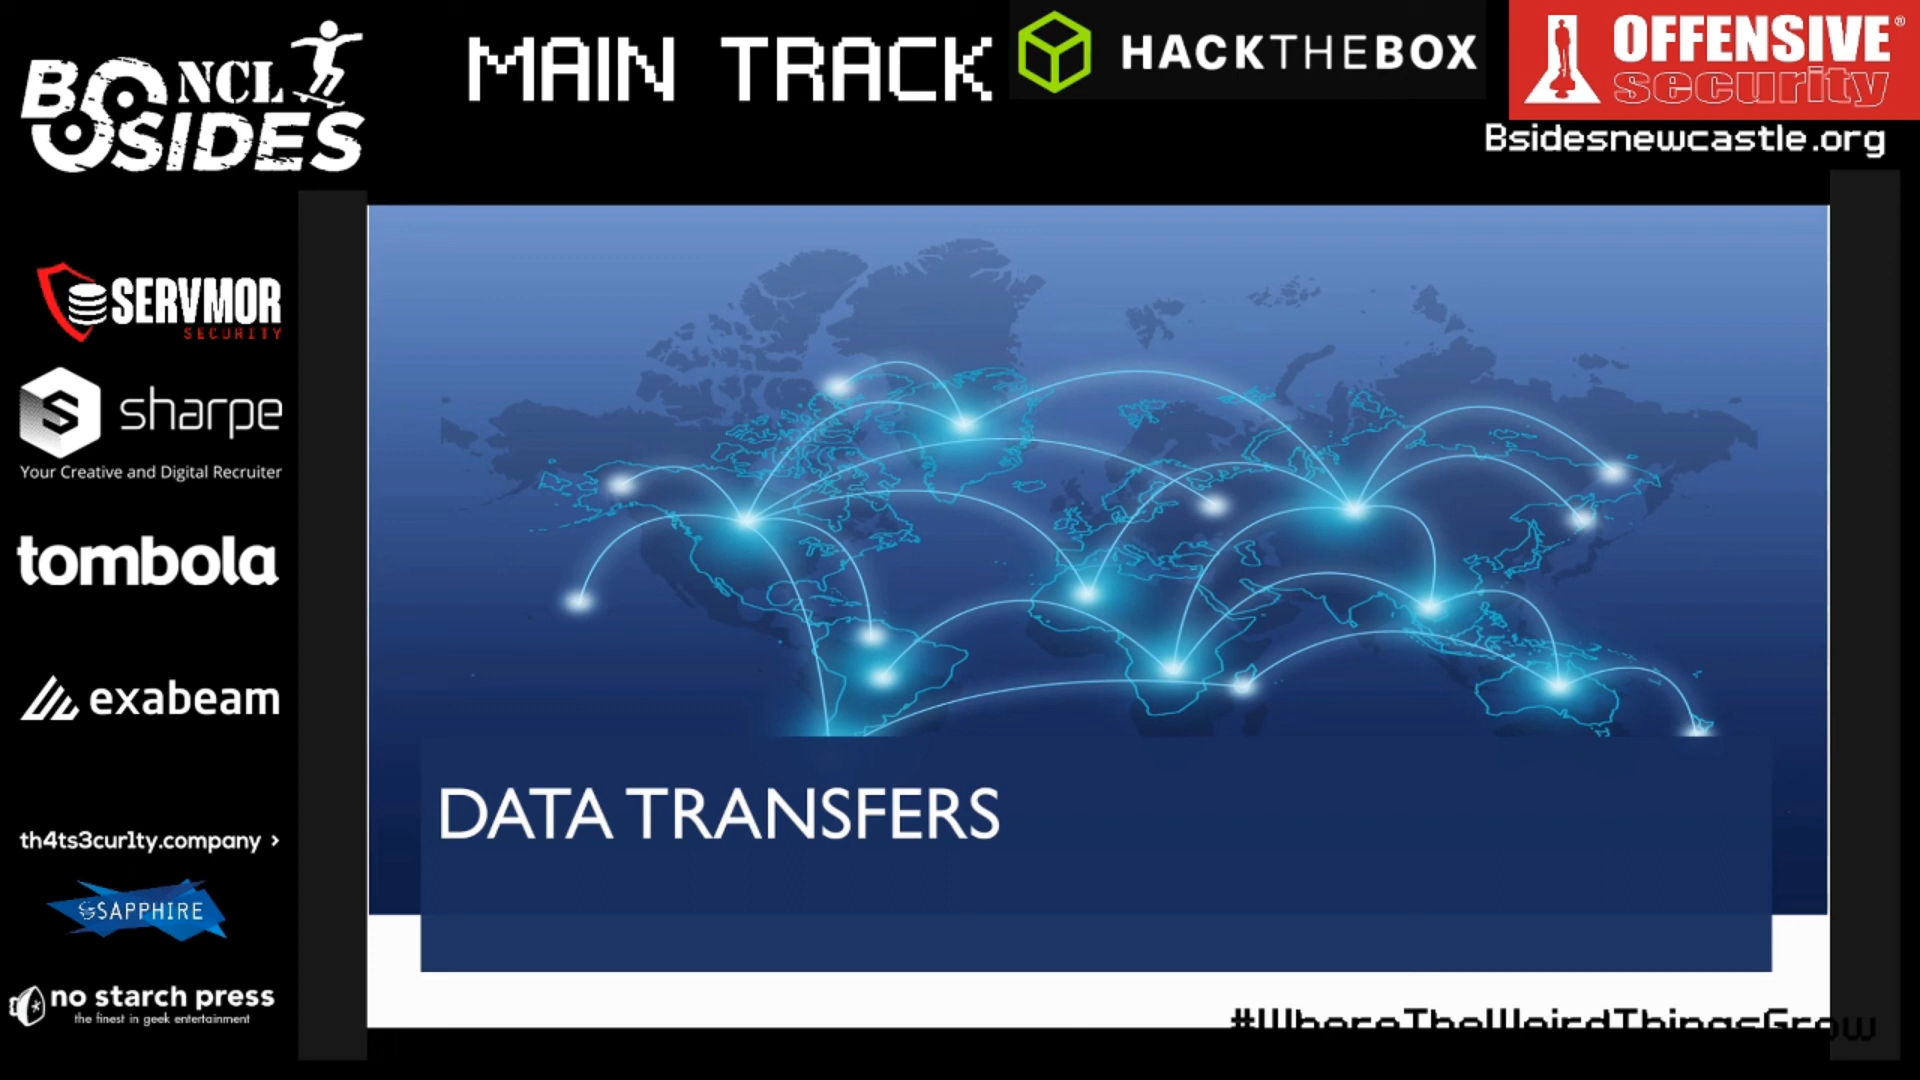 BSIDES NCL
MAIN TRACK
HACKTHEBOX
OFFENSIVE®
security
Bsidesnewcastle.org
SERVMOR
SECURITY
sharpe
Your Creative and Digital Recruiter
tombola
exabeam
th4ts3cur1ty.company >
SAPPHIRE
no starch press
the finest in geek entertainment
DATA TRANSFERS
#WhereTheWeirdThingsGrow